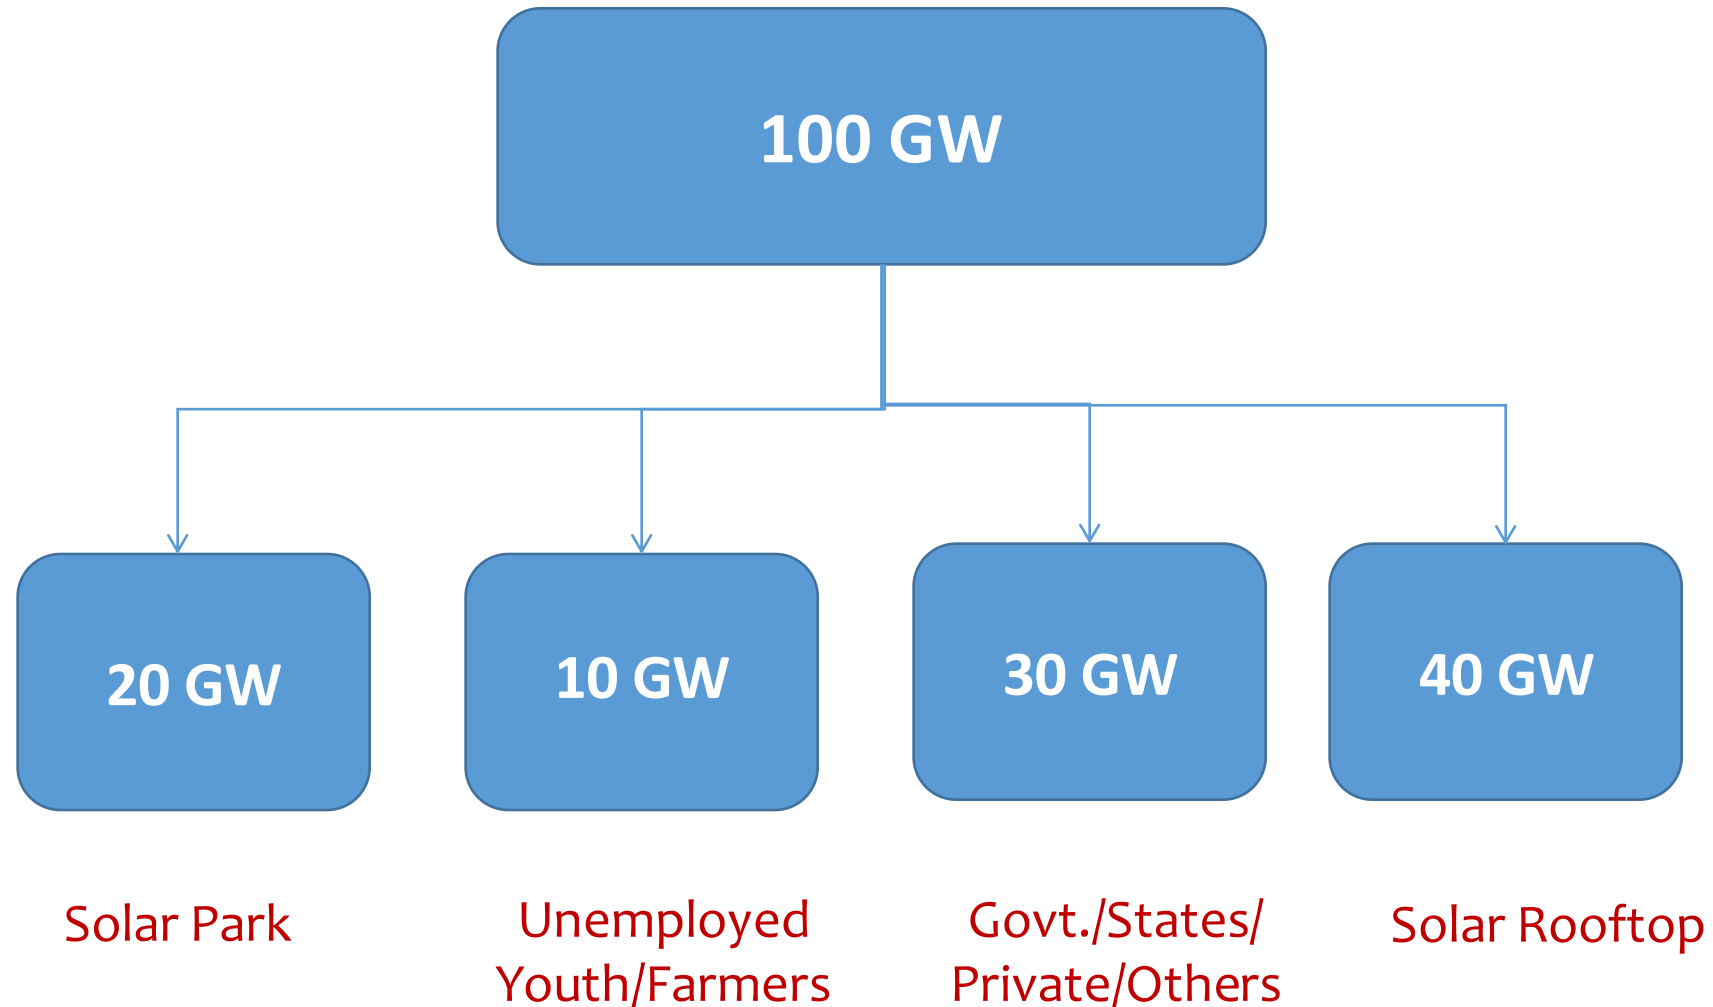 100 GW
20 GW
10 GW
30 GW
40 GW
Solar Park
Unemployed
Youth/Farmers
Govt./States/
Private/Others
Solar Rooftop